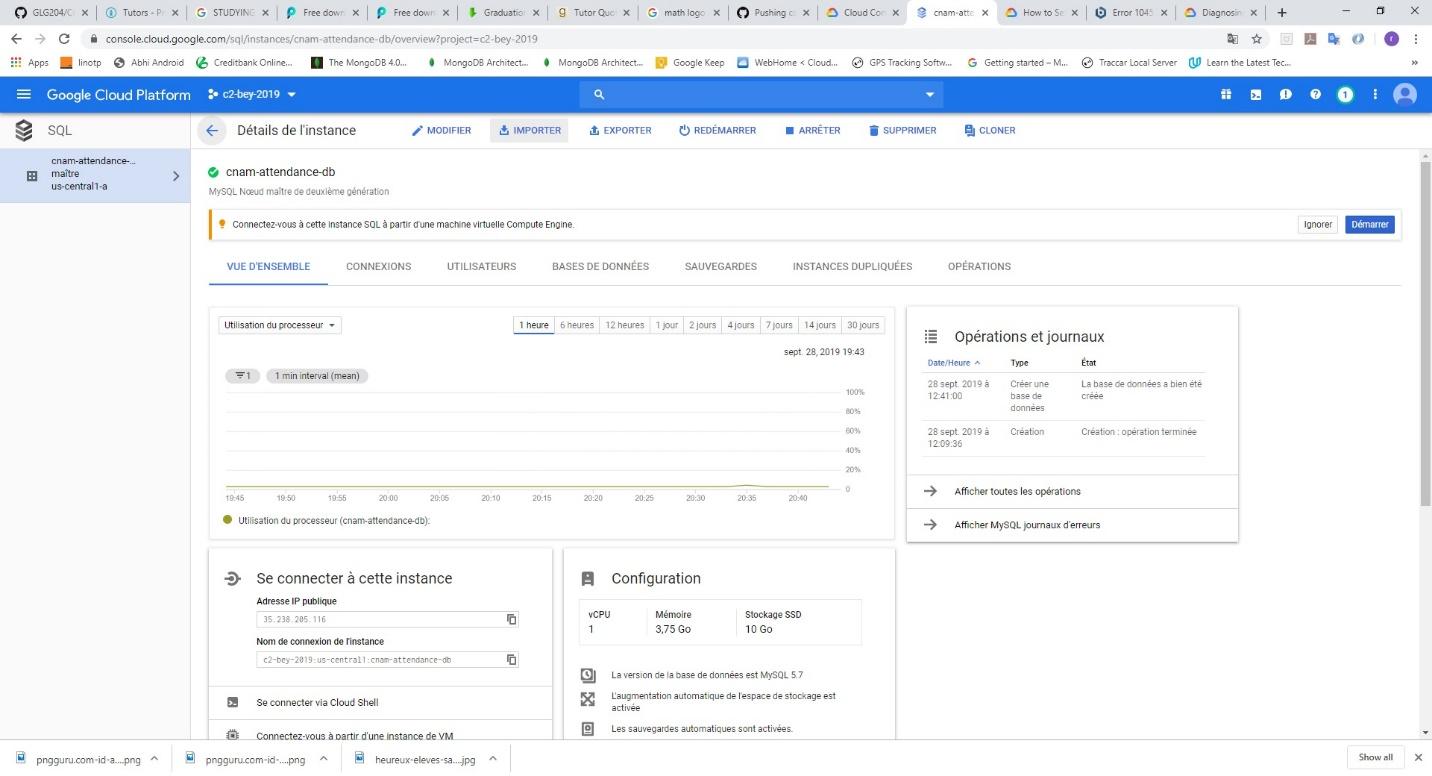 GLG204/C
Tutors - Pr
STUDYING
Free down
Free down
Graduation
Tutor Quo
math logo
Pushing co
Cloud Con
cnam-atte
How to Se
Error 1045
Diagnosin
console.cloud.google.com/sql/instances/cnam-attendance-db/overview?project=c2-bey-2019
Apps
linotp
Abhi Android
Creditbank Online...
The MongoDB 4.0...
MongoDB Architect...
MongoDB Architect...
Google Keep
WebHome < Cloud...
GPS Tracking Softw...
Getting started – M...
Traccar Local Server
Learn the Latest Tec...
»
Google Cloud Platform
c2-bey-2019
1
SQL
Détails de l'instance
MODIFIER
IMPORTER
EXPORTER
REDÉMARRER
ARRÊTER
SUPPRIMER
CLONER
cnam-attendance-...
maître
us-central1-a
cnam-attendance-db
MySQL Nœud maître de deuxième génération
Connectez-vous à cette instance SQL à partir d'une machine virtuelle Compute Engine.
Ignorer
Démarrer
VUE D'ENSEMBLE
CONNEXIONS
UTILISATEURS
BASES DE DONNÉES
SAUVEGARDES
INSTANCES DUPLIQUÉES
OPÉRATIONS
Utilisation du processeur
1 heure
6 heures
12 heures
1 jour
2 jours
4 jours
7 jours
14 jours
30 jours
sept. 28, 2019 19:43
1
1 min interval (mean)
100%
80%
60%
40%
20%
0
19:45
19:50
19:55
20:00
20:05
20:10
20:15
20:20
20:25
20:30
20:35
20:40
Utilisation du processeur (cnam-attendance-db):
Opérations et journaux
Date/Heure
Type
État
28 sept. 2019 à
12:41:00
Créer une
base de
données
La base de données a bien été
créée
28 sept. 2019 à
12:09:36
Création
Création : opération terminée
Afficher toutes les opérations
Afficher MySQL journaux d'erreurs
Se connecter à cette instance
Adresse IP publique
35.238.205.116
Nom de connexion de l'instance
c2-bey-2019:us-central1:cnam-attendance-db
Se connecter via Cloud Shell
Connectez-vous à partir d'une instance de VM
Configuration
vCPU
1
Mémoire
3,75 Go
Stockage SSD
10 Go
La version de la base de données est MySQL 5.7
L'augmentation automatique de l'espace de stockage est
activée
Les sauvegardes automatiques sont activées.
pngguru.com-id-a....png
pngguru.com-id-....png
heureux-eleves-sa....jpg
Show all